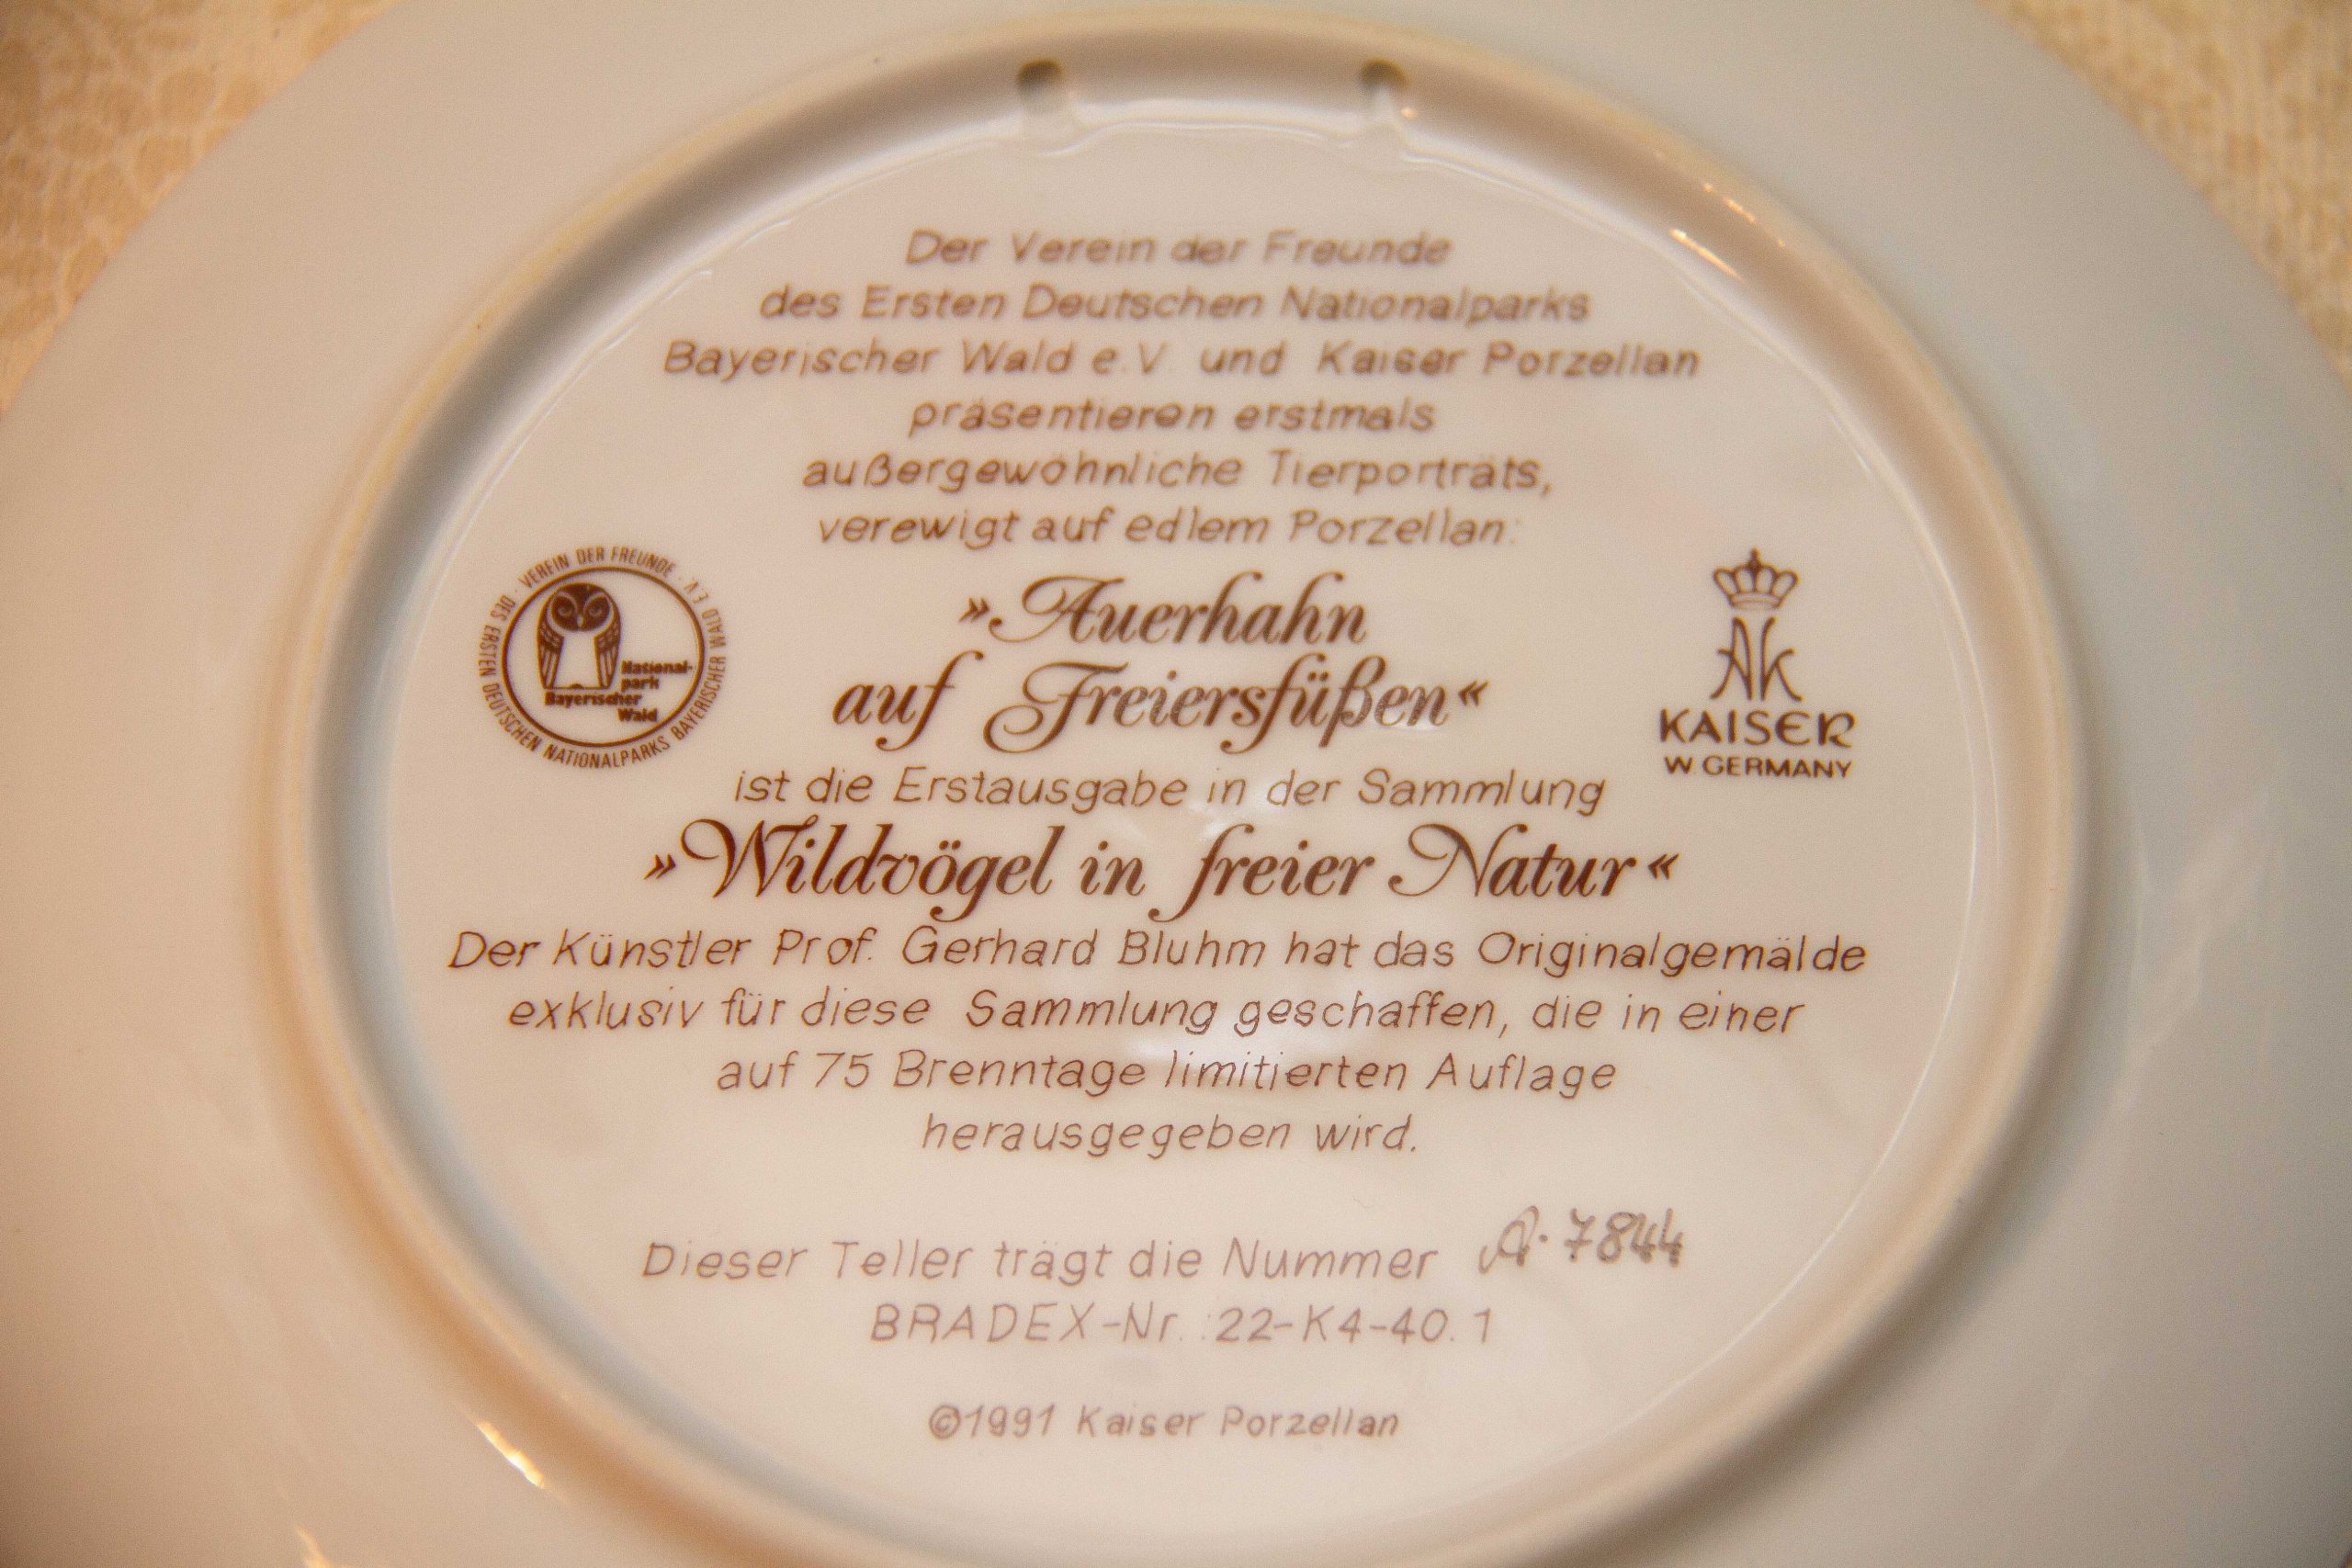 Der Verein der Freunde
des Ersten Deutschen Nationalparks
Bayerischer Wald e.V. und Kaiser Porzellan
präsentieren erstmals
außergewöhnliche Tierporträts,
verewigt auf edlem Porzellan:
»Auerhahn
auf Freiersfüßen«
ist die Erstausgabe in der Sammlung
»Wildvögel in freier Natur«
Der Künstler Prof. Gerhard Bluhm hat das Originalgemälde
exklusiv für diese Sammlung geschaffen, die in einer
auf 75 Brenntage limitierten Auflage
herausgegeben wird.
VEREIN DER FREUNDE · E.V.
DES ERSTEN DEUTSCHEN NATIONALPARKS BAYERISCHER WALD
National-
park
Bayerischer
Wald
AK
KAISER
W. GERMANY
Dieser Teller trägt die Nummer A· 7844
BRADEX-Nr.:22-K4-40.1
©1991 Kaiser Porzellan